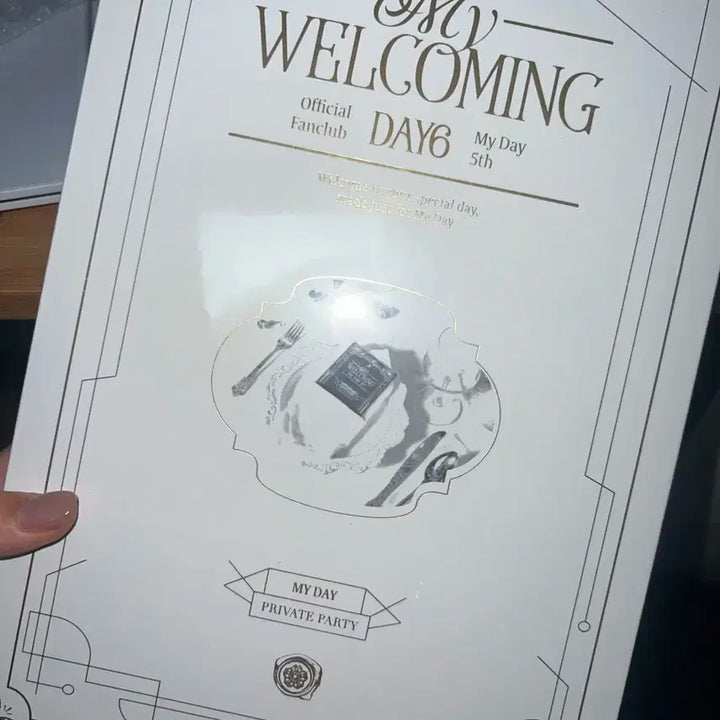 My
WELCOMING
Official
Fanclub
DAY6
My Day
5th
Welcome to your special day,
made just for My Day
WELCOMING
MY DAY
PRIVATE PARTY